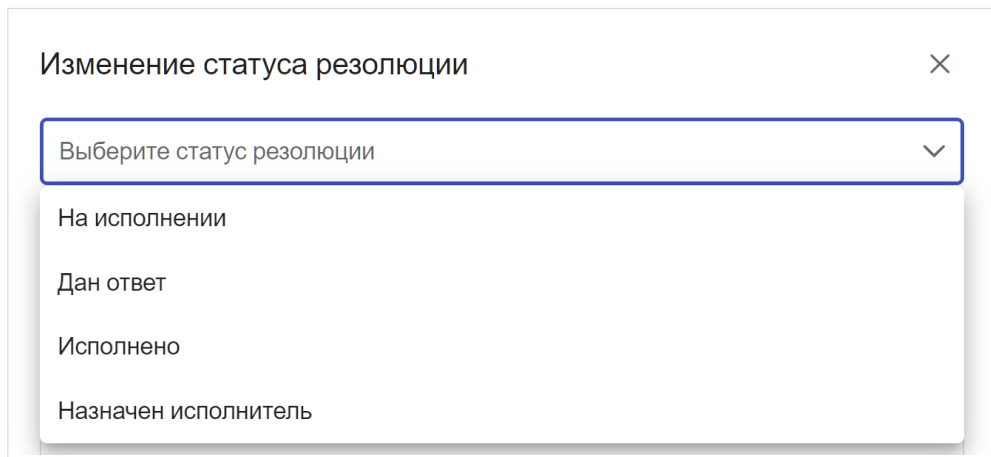 Изменение статуса резолюции
Выберите статус резолюции
На исполнении
Дан ответ
Исполнено
Назначен исполнитель